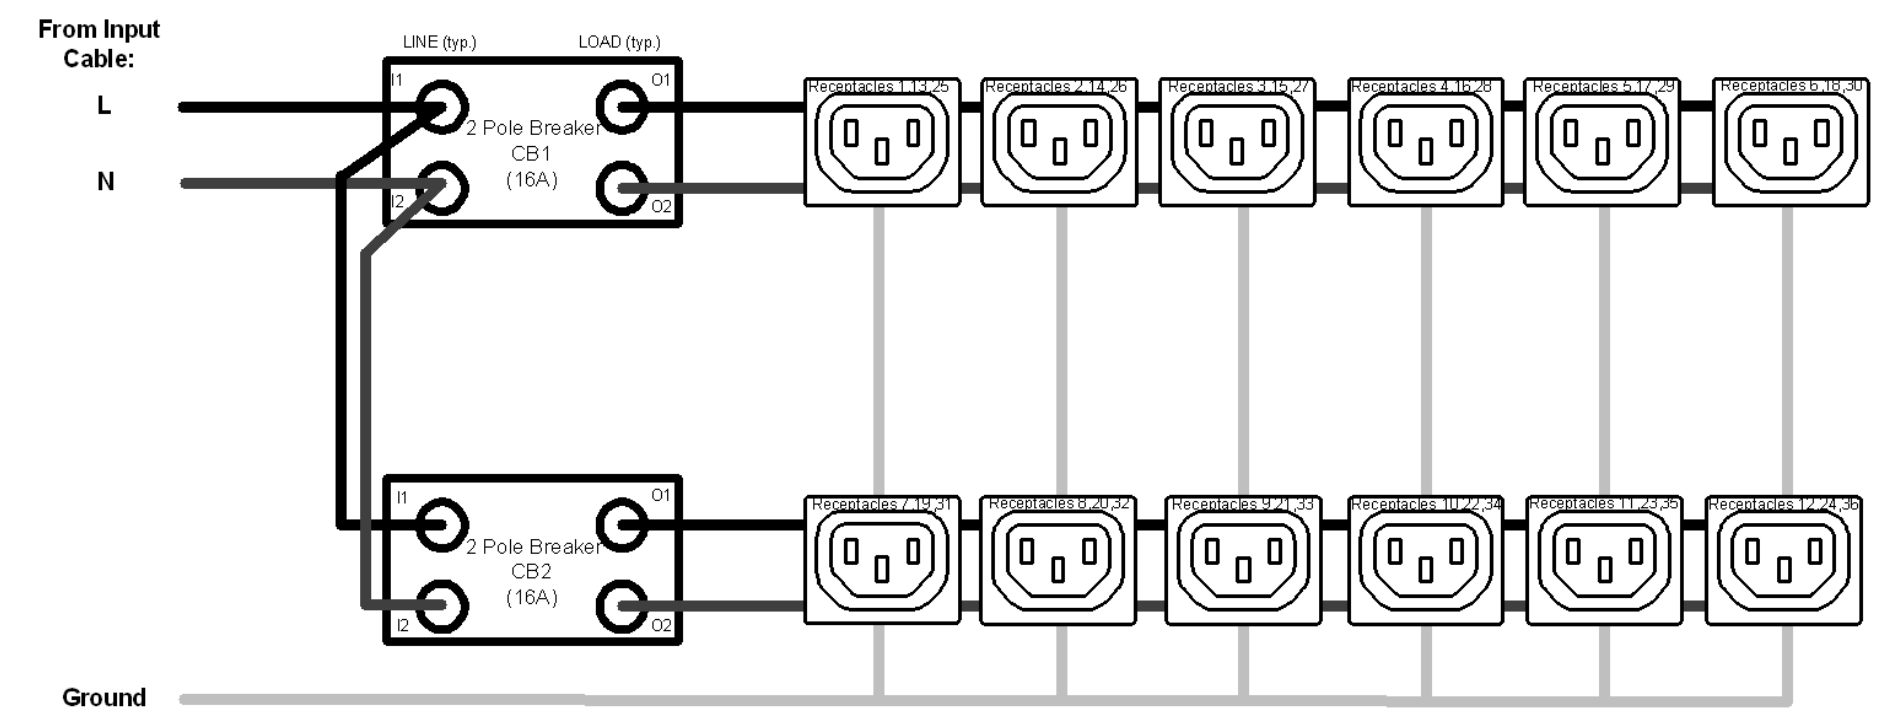 From Input
Cable:
LINE (typ.)
LOAD (typ.)
L
I1
O1
2 Pole Breaker
CB1
(16A)
N
I2
O2
Receptacles 1,13,25
Receptacles 2,14,26
Receptacles 3,15,27
Receptacles 4,16,28
Receptacles 5,17,29
Receptacles 6,18,30
I1
O1
2 Pole Breaker
CB2
(16A)
I2
O2
Receptacles 7,19,31
Receptacles 8,20,32
Receptacles 9,21,33
Receptacles 10,22,34
Receptacles 11,23,35
Receptacles 12,24,36
Ground